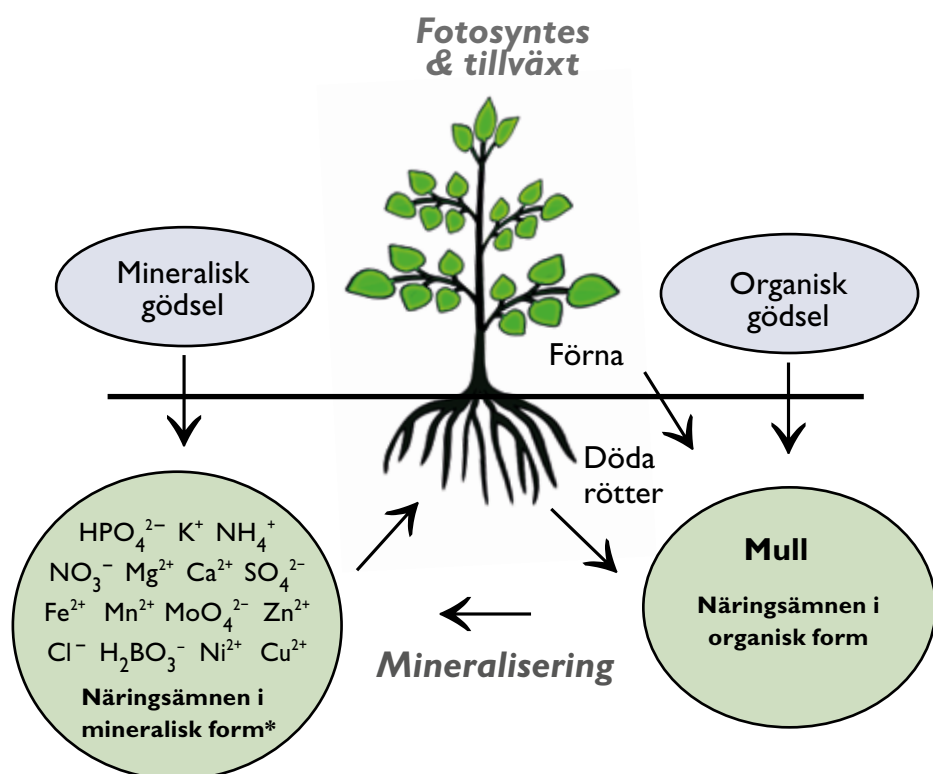 Fotosyntes
& tillväxt
Mineralisk
gödsel
Organisk
gödsel
Förna
Döda
rötter
HPO₄²⁻ K⁺ NH₄⁺
NO₃⁻ Mg²⁺ Ca²⁺ SO₄²⁻
Fe²⁺ Mn²⁺ MoO₄²⁻ Zn²⁺
Cl⁻ H₂BO₃⁻ Ni²⁺ Cu²⁺
Näringsämnen i
mineralisk form*
Mull
Näringsämnen i
organisk form
Mineralisering